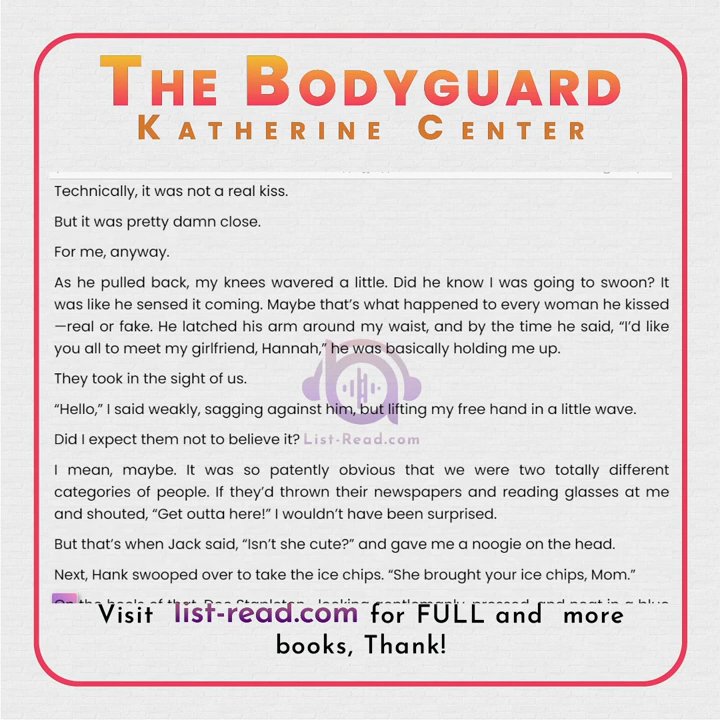 THE BODYGUARD
KATHERINE CENTER
Technically, it was not a real kiss.
But it was pretty damn close.
For me, anyway.
As he pulled back, my knees wavered a little. Did he know I was going to swoon? It
was like he sensed it coming. Maybe that’s what happened to every woman he kissed
—real or fake. He latched his arm around my waist, and by the time he said, “I’d like
you all to meet my girlfriend, Hannah,” he was basically holding me up.
They took in the sight of us.
“Hello,” I said weakly, sagging against him, but lifting my free hand in a little wave.
Did I expect them not to believe it?
List-Read.com
I mean, maybe. It was so patently obvious that we were two totally different
categories of people. If they’d thrown their newspapers and reading glasses at me
and shouted, “Get outta here!” I wouldn’t have been surprised.
But that’s when Jack said, “Isn’t she cute?” and gave me a noogie on the head.
Next, Hank swooped over to take the ice chips. “She brought your ice chips, Mom.”
Visit list-read.com for FULL and more
books, Thank!